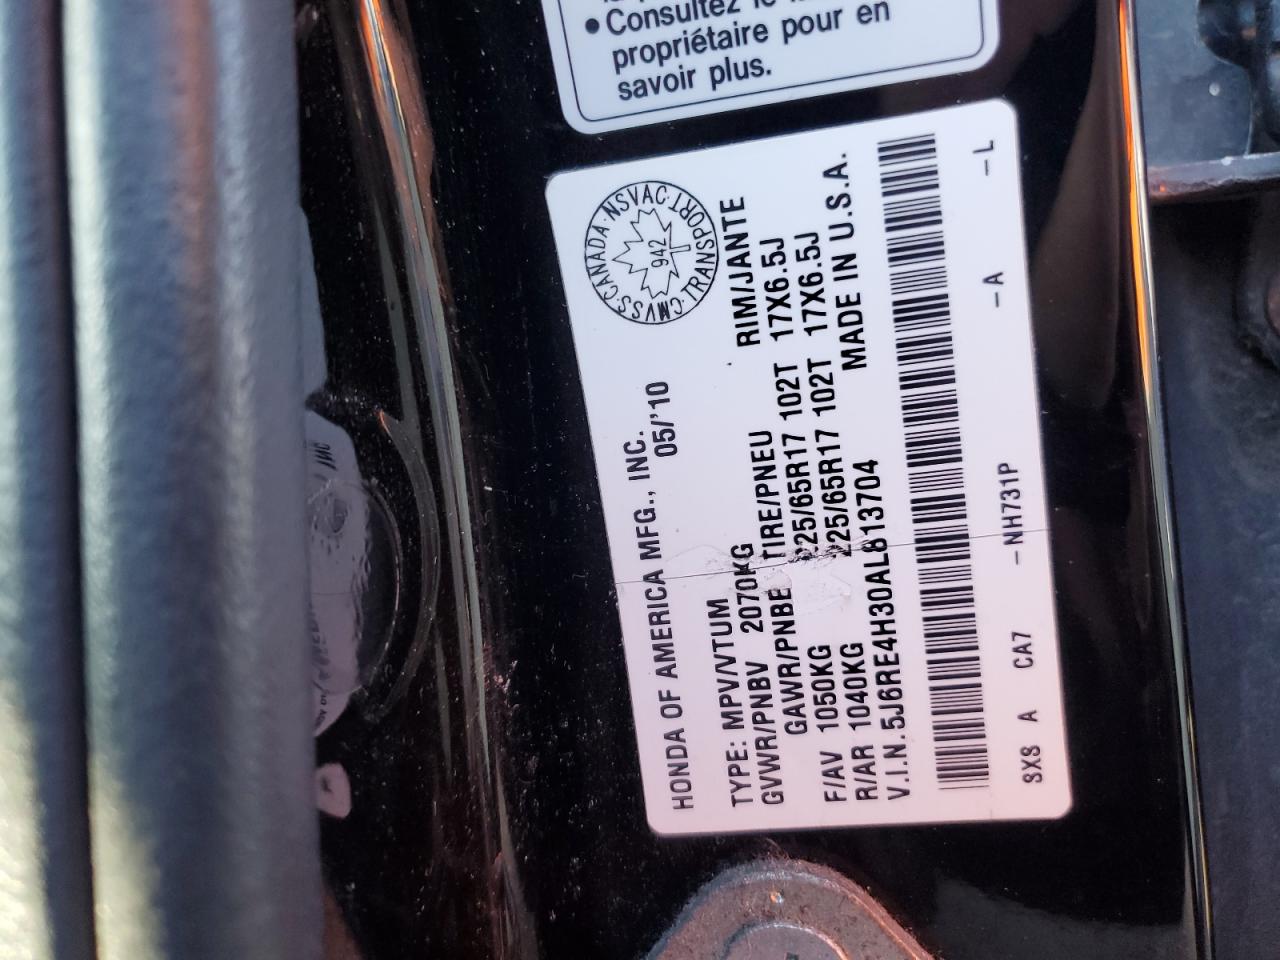 • Consultez le
propriétaire pour en
savoir plus.
CMVSS·CANADA·NSVAC·TRANSPORT
942
HONDA OF AMERICA MFG., INC.
05/'10
TYPE: MPV/VTUM
GVWR/PNBV 2070KG
GAWR/PNBE TIRE/PNEU RIM/JANTE
F/AV 1050KG 225/65R17 102T 17X6.5J
R/AR 1040KG 225/65R17 102T 17X6.5J
V.I.N. 5J6RE4H30AL813704 MADE IN U.S.A.
SXS A CA7 -NH731P -A -L